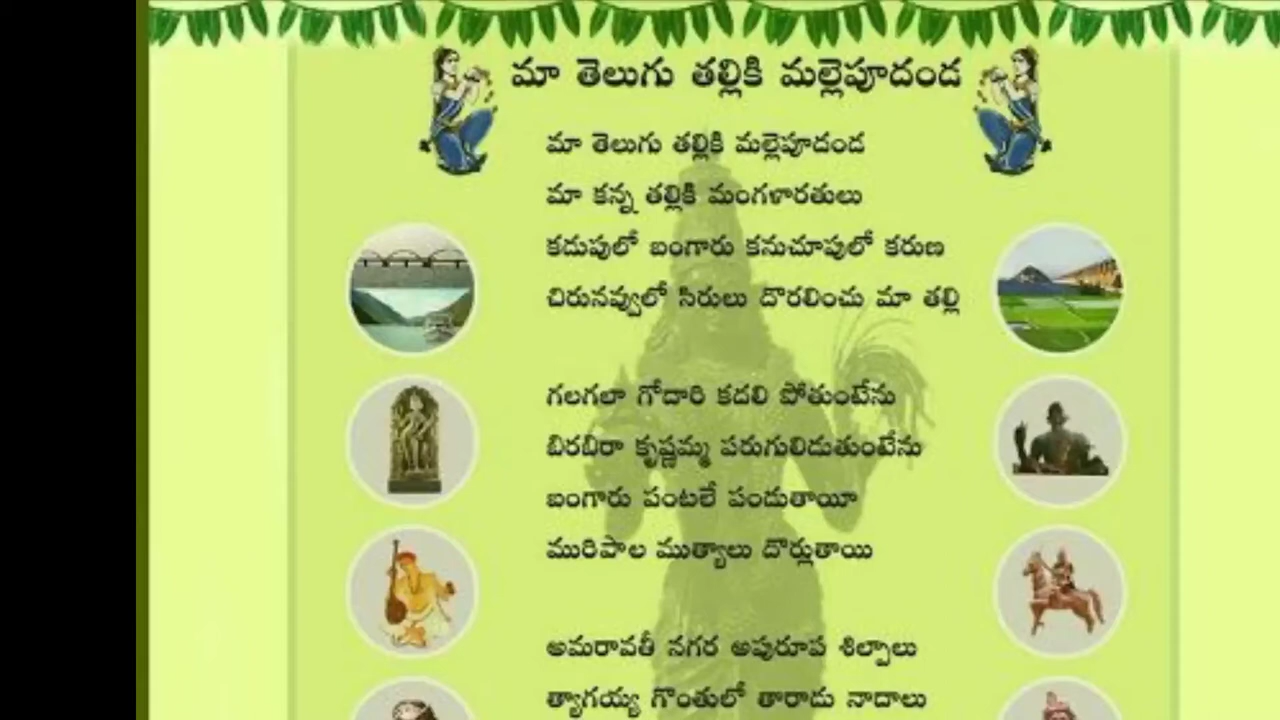 మా తెలుగు తల్లికి మల్లెపూదండ
మా తెలుగు తల్లికి మల్లెపూదండ
మా కన్న తల్లికి మంగళారతులు
కడుపులో బంగారు కనుచూపులో కరుణ
చిరునవ్వులో సిరులు దొరలించు మా తల్లి
గలగలా గోదారి కదలి పోతుంటేను
బిరబిరా కృష్ణమ్మ పరుగులిడుతుంటేను
బంగారు పంటలే పండుతాయీ
మురిపాల ముత్యాలు దొర్లుతాయి
అమరావతీ నగర అపురూప శిల్పాలు
త్యాగయ్య గొంతులో తారాడు నాదాలు